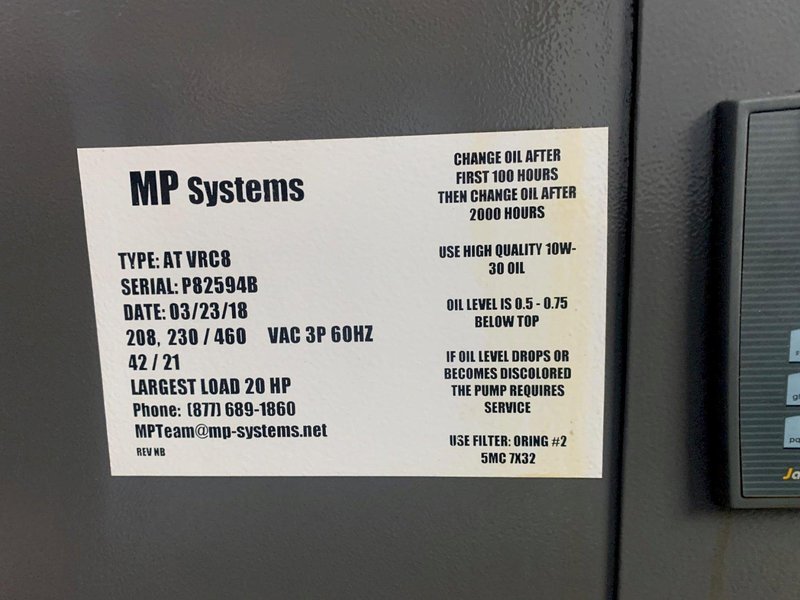 MP Systems
TYPE: AT VRC8
SERIAL: P82594B
DATE: 03/23/18
208, 230 / 460 VAC 3P 60HZ
42 / 21
LARGEST LOAD 20 HP
Phone: (877) 689-1860
MPTeam@mp-systems.net
REV NB
CHANGE OIL AFTER
FIRST 100 HOURS
THEN CHANGE OIL AFTER
2000 HOURS
USE HIGH QUALITY 10W-
30 OIL
OIL LEVEL IS 0.5 - 0.75
BELOW TOP
IF OIL LEVEL DROPS OR
BECOMES DISCOLORED
THE PUMP REQUIRES
SERVICE
USE FILTER: ORING #2
5MC 7X32